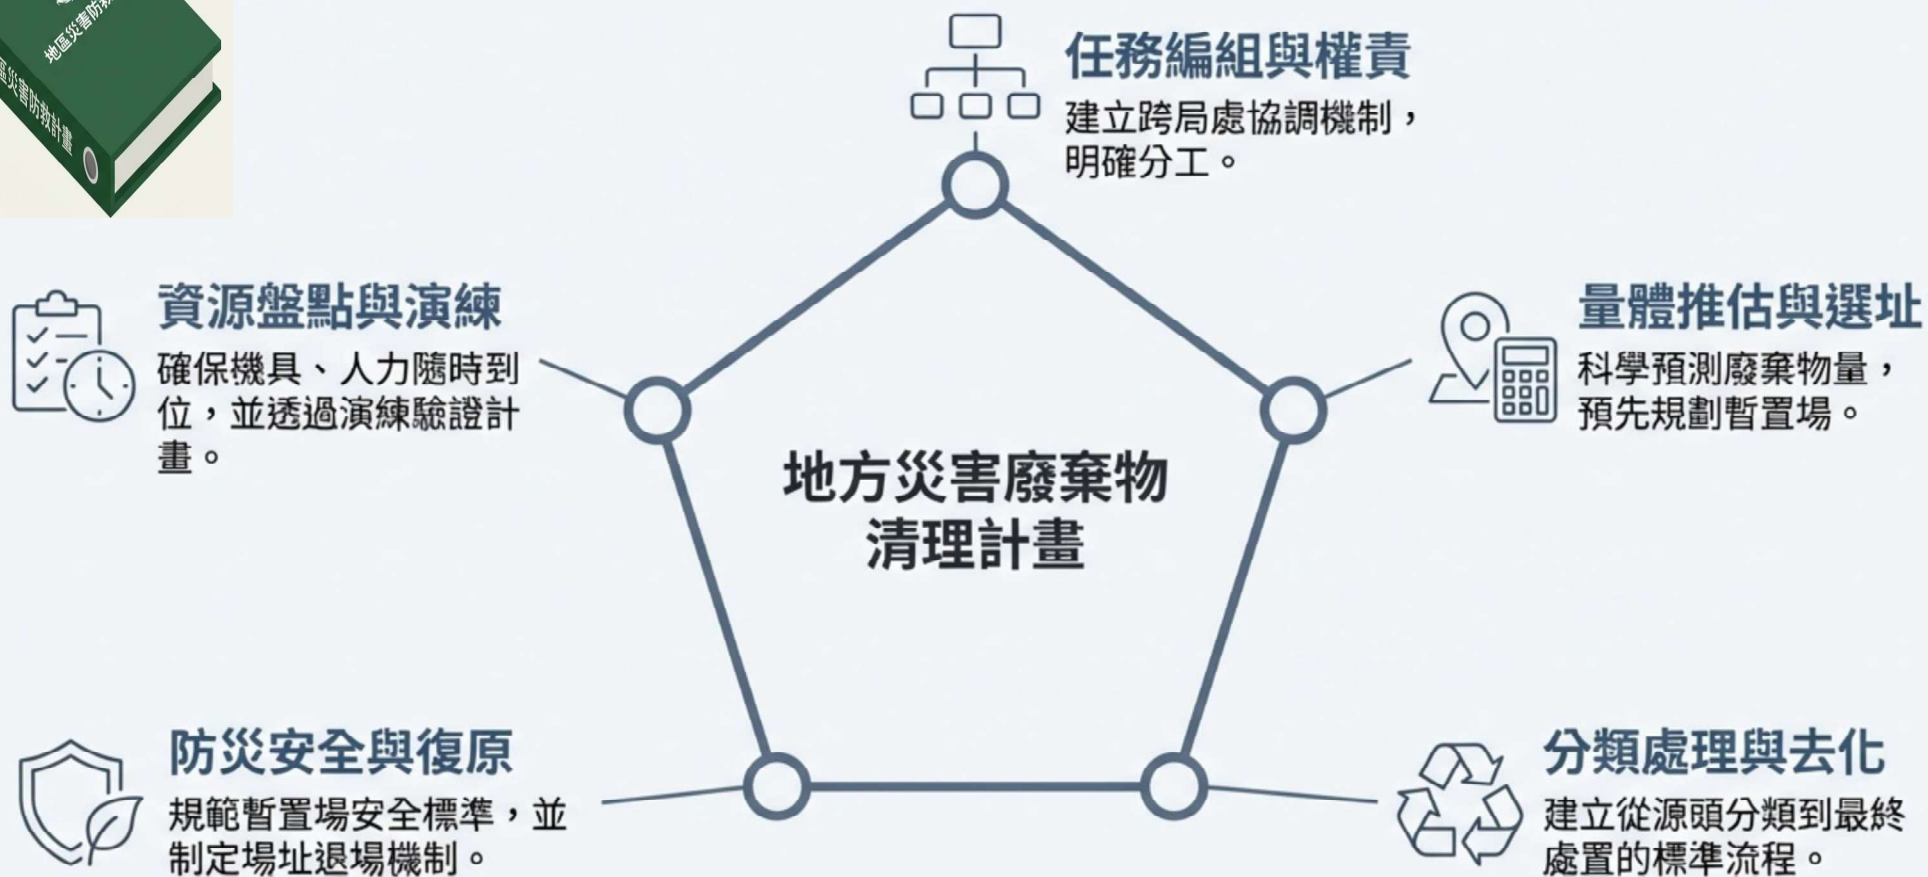 地區災害防救
區災害防救計畫
任務編組與權責
建立跨局處協調機制，
明確分工。
資源盤點與演練
確保機具、人力隨時到
位，並透過演練驗證計
畫。
量體推估與選址
科學預測廢棄物量，
預先規劃暫置場。
地方災害廢棄物
清理計畫
防災安全與復原
規範暫置場安全標準，並
制定場址退場機制。
分類處理與去化
建立從源頭分類到最終
處置的標準流程。